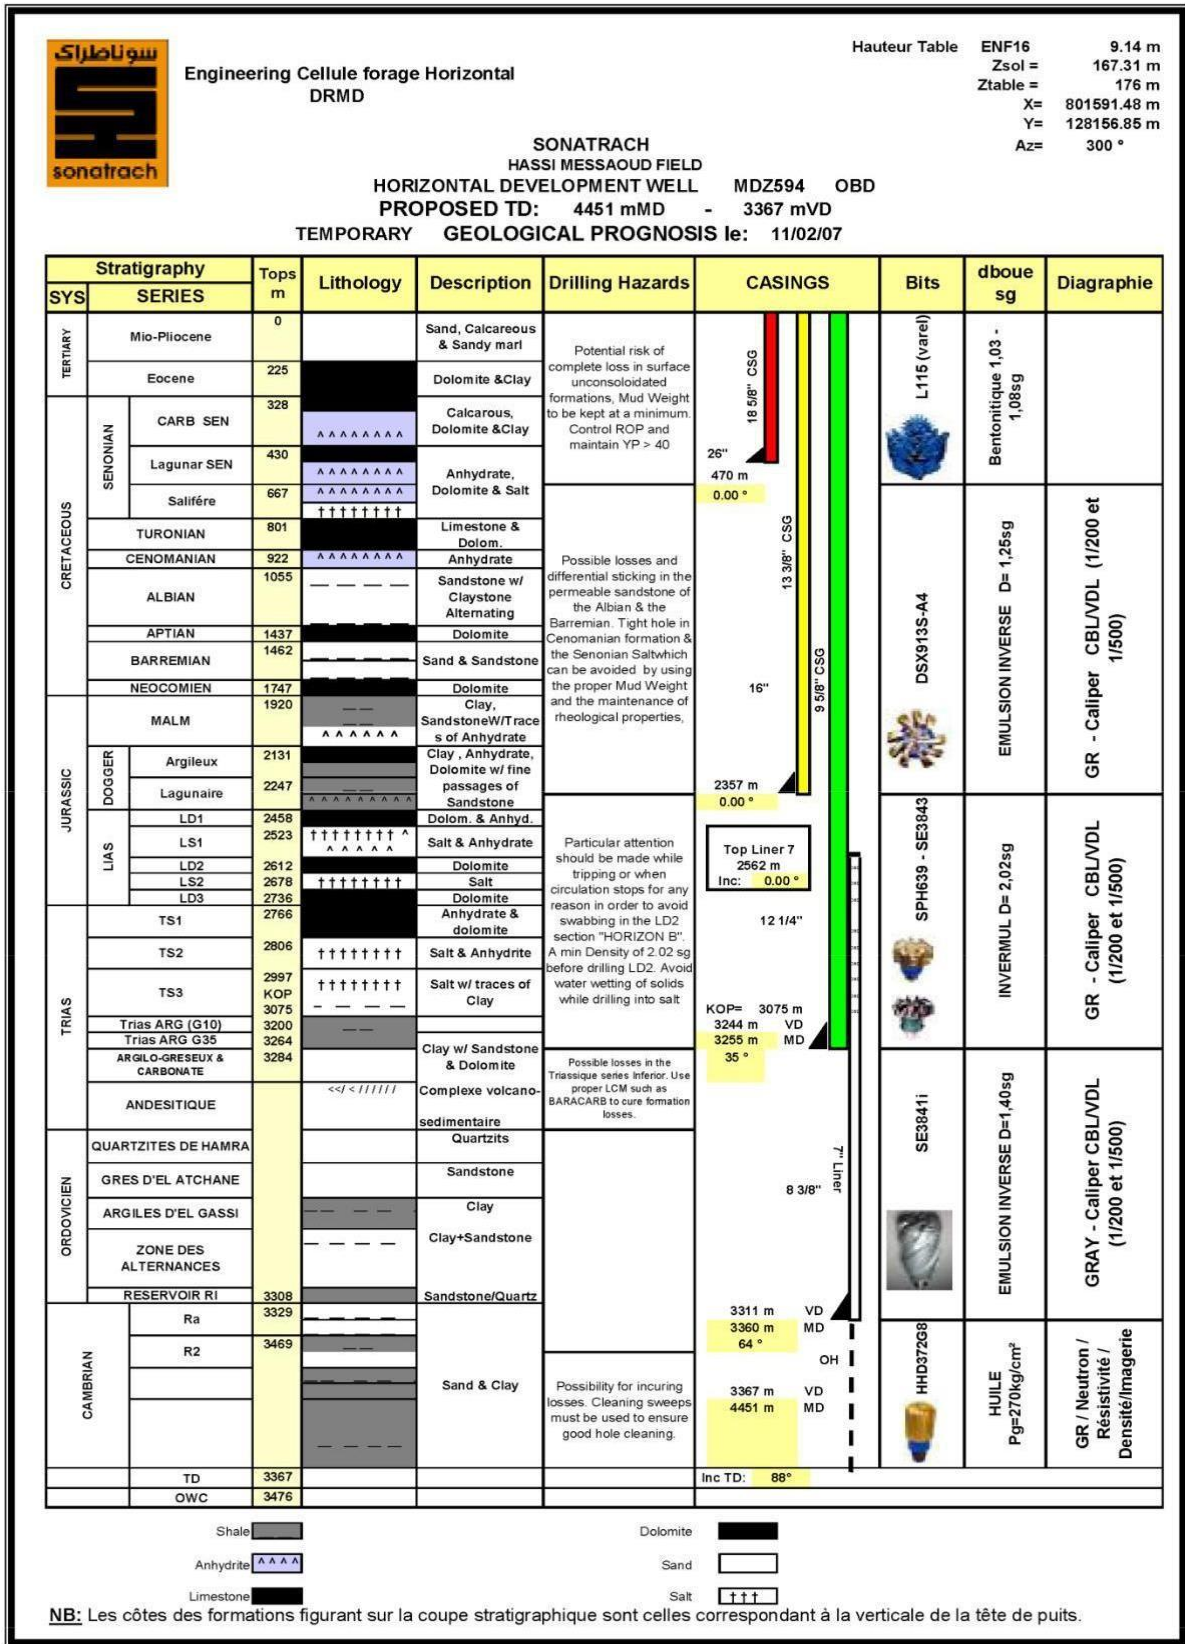 سوناطراك
sonatrach
Engineering Cellule forage Horizontal
DRMD
Hauteur Table ENF16 9.14 m
Zsol = 167.31 m
Ztable = 176 m
X= 801591.48 m
Y= 128156.85 m
Az= 300 °
SONATRACH
HASSI MESSAOUD FIELD
HORIZONTAL DEVELOPMENT WELL MDZ594 OBD
PROPOSED TD: 4451 mMD - 3367 mVD
TEMPORARY GEOLOGICAL PROGNOSIS le: 11/02/07
Stratigraphy
SYS
SERIES
Tops
m
Lithology
Description
Drilling Hazards
CASINGS
Bits
dboue
sg
Diagraphie
TERTIARY
Mio-Pliocene
0
Sand, Calcareous
& Sandy marl
Eocene
225
Dolomite &Clay
CRETACEOUS
SENONIAN
CARB SEN
328
^ ^ ^ ^ ^ ^ ^ ^
Calcarous,
Dolomite &Clay
Lagunar SEN
430
^ ^ ^ ^ ^ ^ ^ ^
Anhydrate,
Dolomite & Salt
Salifére
667
^ ^ ^ ^ ^ ^ ^ ^
††††††††
TURONIAN
801
Limestone &
Dolom.
CENOMANIAN
922
^ ^ ^ ^ ^ ^ ^ ^
Anhydrate
ALBIAN
1055
Sandstone w/
Claystone
Alternating
APTIAN
1437
Dolomite
BARREMIAN
1462
Sand & Sandstone
NEOCOMIEN
1747
Dolomite
JURASSIC
MALM
1920
^ ^ ^ ^ ^ ^
Clay,
SandstoneW/Trace
s of Anhydrate
DOGGER
Argileux
2131
Clay , Anhydrate,
Dolomite w/ fine
passages of
Sandstone
Lagunaire
2247
^ ^ ^ ^ ^ ^ ^ ^ ^
LIAS
LD1
2458
Dolom. & Anhyd.
LS1
2523
†††††††† ^
^ ^ ^ ^ ^
Salt & Anhydrate
LD2
2612
Dolomite
LS2
2678
††††††††
Salt
LD3
2736
Dolomite
TRIAS
TS1
2766
Anhydrate &
dolomite
TS2
2806
††††††††
Salt & Anhydrite
TS3
2997
KOP
3075
††††††††
Salt w/ traces of
Clay
Trias ARG (G10)
3200
Trias ARG G35
3264
Clay w/ Sandstone
& Dolomite
ARGILO-GRESEUX &
CARBONATE
3284
ANDESITIQUE
<</ < //////
Complexe volcano-
sedimentaire
ORDOVICIEN
QUARTZITES DE HAMRA
Quartzits
GRES D'EL ATCHANE
Sandstone
ARGILES D'EL GASSI
Clay
ZONE DES
ALTERNANCES
Clay+Sandstone
RESERVOIR RI
3308
Sandstone/Quartz
CAMBRIAN
Ra
3329
R2
3469
Sand & Clay
TD
3367
OWC
3476
Potential risk of
complete loss in surface
unconsoloidated
formations, Mud Weight
to be kept at a minimum.
Control ROP and
maintain YP > 40
Possible losses and
differential sticking in the
permeable sandstone of
the Albian & the
Barremian. Tight hole in
Cenomanian formation &
the Senonian Saltwhich
can be avoided by using
the proper Mud Weight
and the maintenance of
rheological properties,
Particular attention
should be made while
tripping or when
circulation stops for any
reason in order to avoid
swabbing in the LD2
section "HORIZON B".
A min Density of 2.02 sg
before drilling LD2. Avoid
water wetting of solids
while drilling into salt
Possible losses in the
Triassique series Inferior. Use
proper LCM such as
BARACARB to cure formation
losses.
Possibility for incuring
losses. Cleaning sweeps
must be used to ensure
good hole cleaning.
18 5/8" CSG
26"
470 m
0.00 °
13 3/8" CSG
9 5/8" CSG
16"
2357 m
0.00 °
Top Liner 7
2562 m
Inc: 0.00 °
12 1/4"
KOP= 3075 m
3244 m VD
3255 m MD
35 °
7" Liner
8 3/8"
3311 m VD
3360 m MD
64 °
OH
3367 m VD
4451 m MD
Inc TD: 88°
L115 (varel)
DSX913S-A4
SPH639 - SE3843
SE3841i
HHD372G8
Bentonitique 1,03 -
1,08sg
EMULSION INVERSE D= 1,25sg
INVERMUL D= 2,02sg
EMULSION INVERSE D=1,40sg
HUILE
Pg=270kg/cm²
GR - Caliper CBL/VDL (1/200 et
1/500)
GR - Caliper CBL/VDL
(1/200 et 1/500)
GRAY - Caliper CBL/VDL
(1/200 et 1/500)
GR / Neutron /
Résistivité /
Densité/Imagerie
Shale
Anhydrite ^ ^ ^ ^
Limestone
Dolomite
Sand
Salt †††
NB: Les côtes des formations figurant sur la coupe stratigraphique sont celles correspondant à la verticale de la tête de puits.